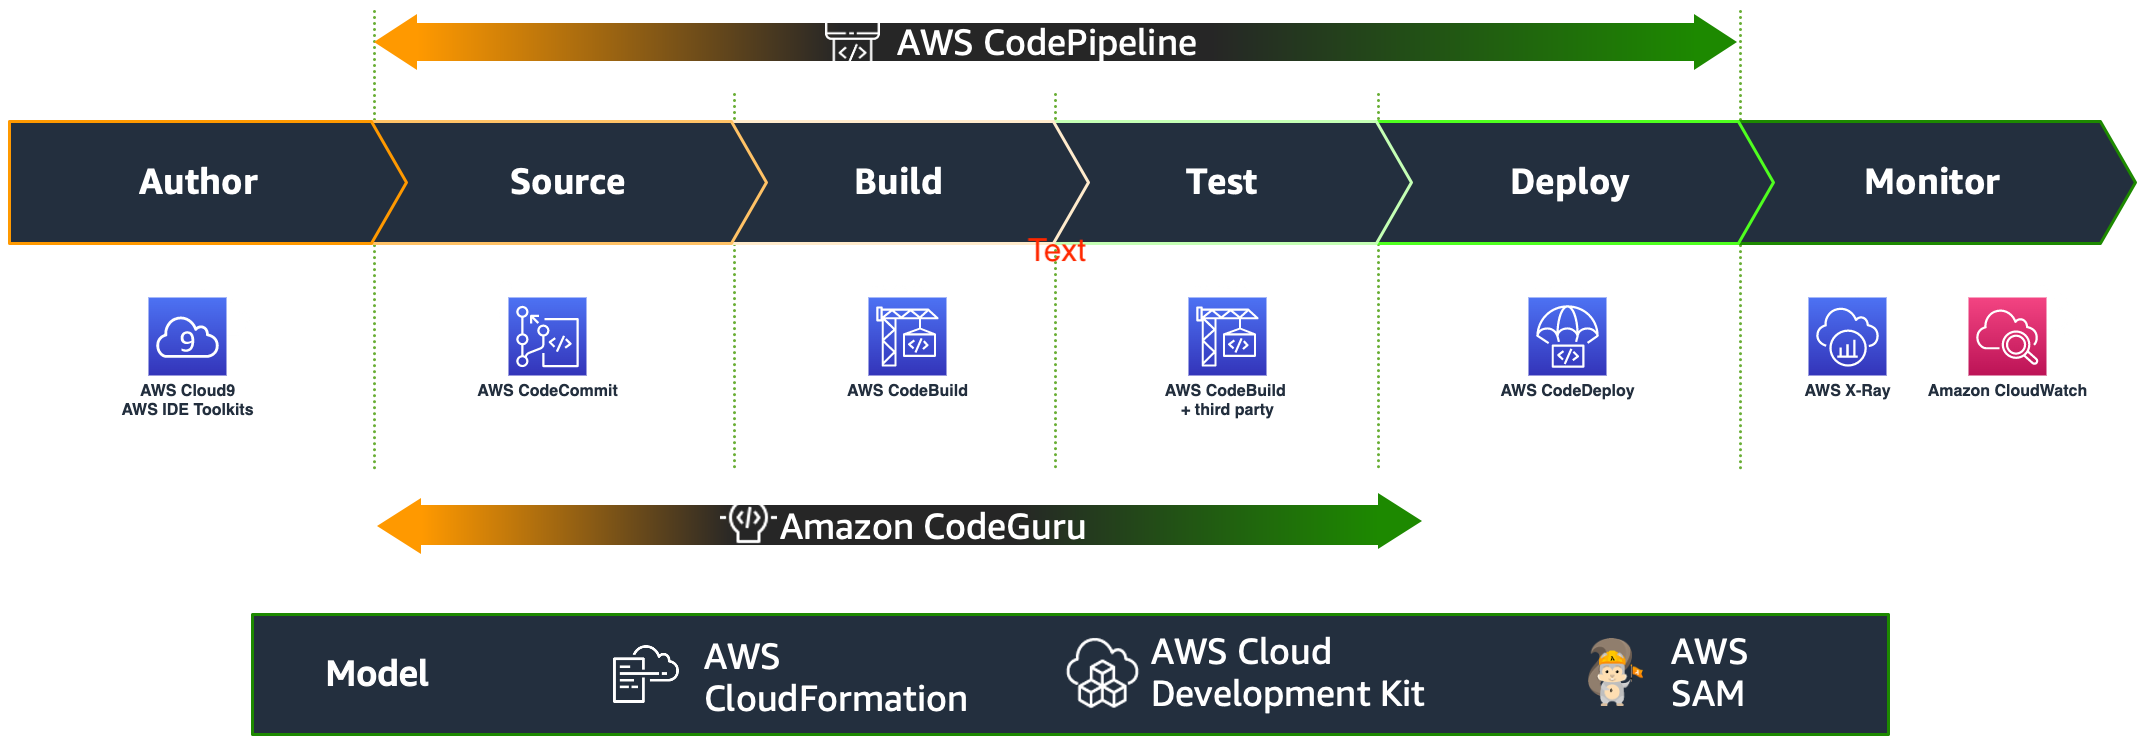 AWS CodePipeline
Author
Source
Build
Test
Deploy
Monitor
Text
9
AWS Cloud9
AWS IDE Toolkits
</>
AWS CodeCommit
</>
AWS CodeBuild
</>
AWS CodeBuild
+ third party
</>
AWS CodeDeploy
AWS X-Ray
Amazon CloudWatch
Amazon CodeGuru
Model
AWS
CloudFormation
AWS Cloud
Development Kit
AWS
SAM